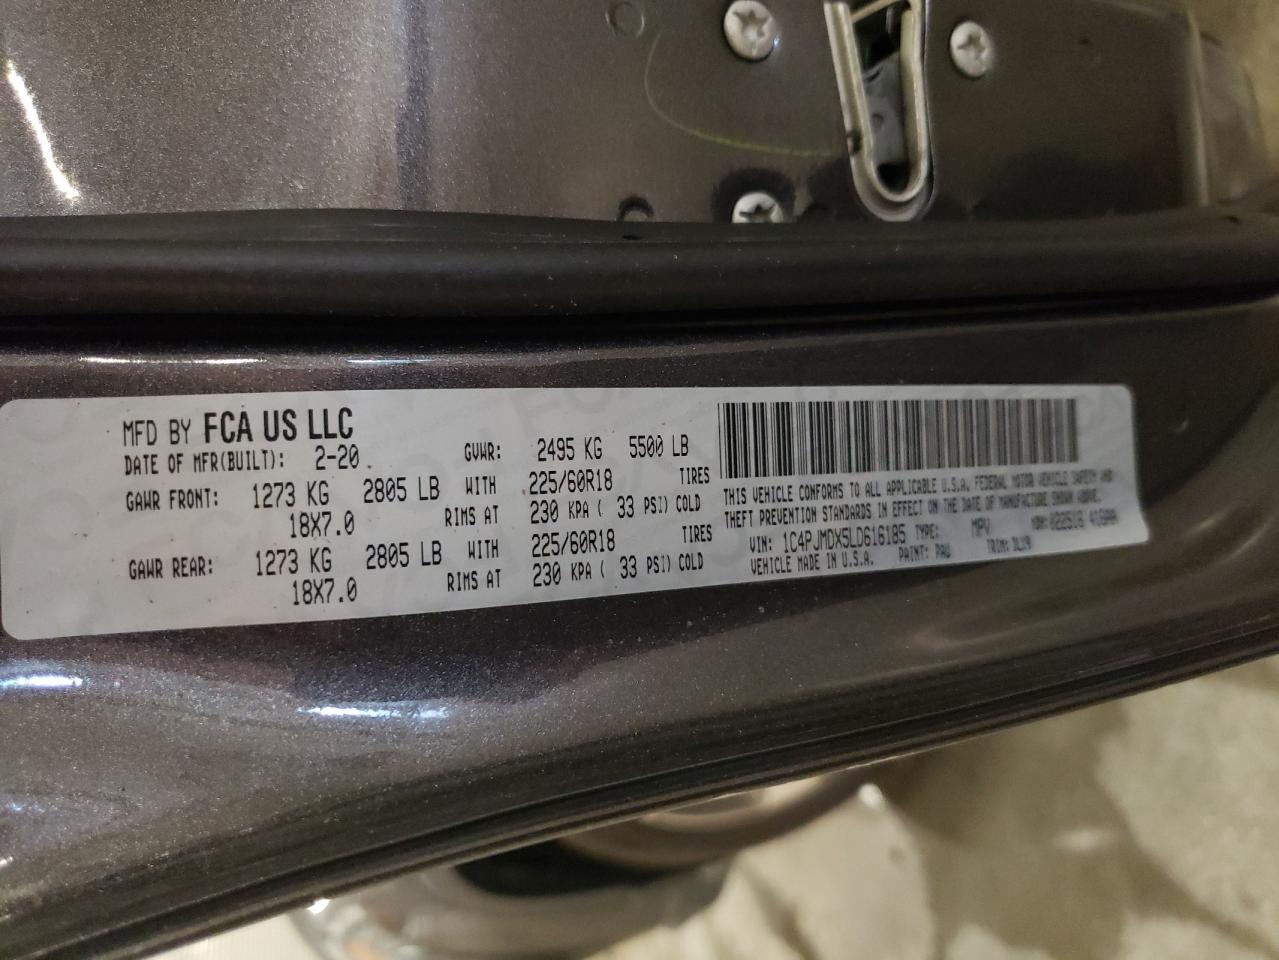 MFD BY FCA US LLC
DATE OF MFR(BUILT): 2-20 GVWR: 2495 KG 5500 LB
GAWR FRONT: 1273 KG 2805 LB WITH 225/60R18 TIRES
18X7.0 RIMS AT 230 KPA ( 33 PSI) COLD
GAWR REAR: 1273 KG 2805 LB WITH 225/60R18 TIRES
18X7.0 RIMS AT 230 KPA ( 33 PSI) COLD
THIS VEHICLE CONFORMS TO ALL APPLICABLE U.S.A. FEDERAL MOTOR VEHICLE SAFETY AND
THEFT PREVENTION STANDARDS IN EFFECT ON THE DATE OF MANUFACTURE SHOWN ABOVE.
VIN: 1C4PJMDX5LD616185 TYPE: MPV
VEHICLE MADE IN U.S.A. PAINT: PAU TRIM: